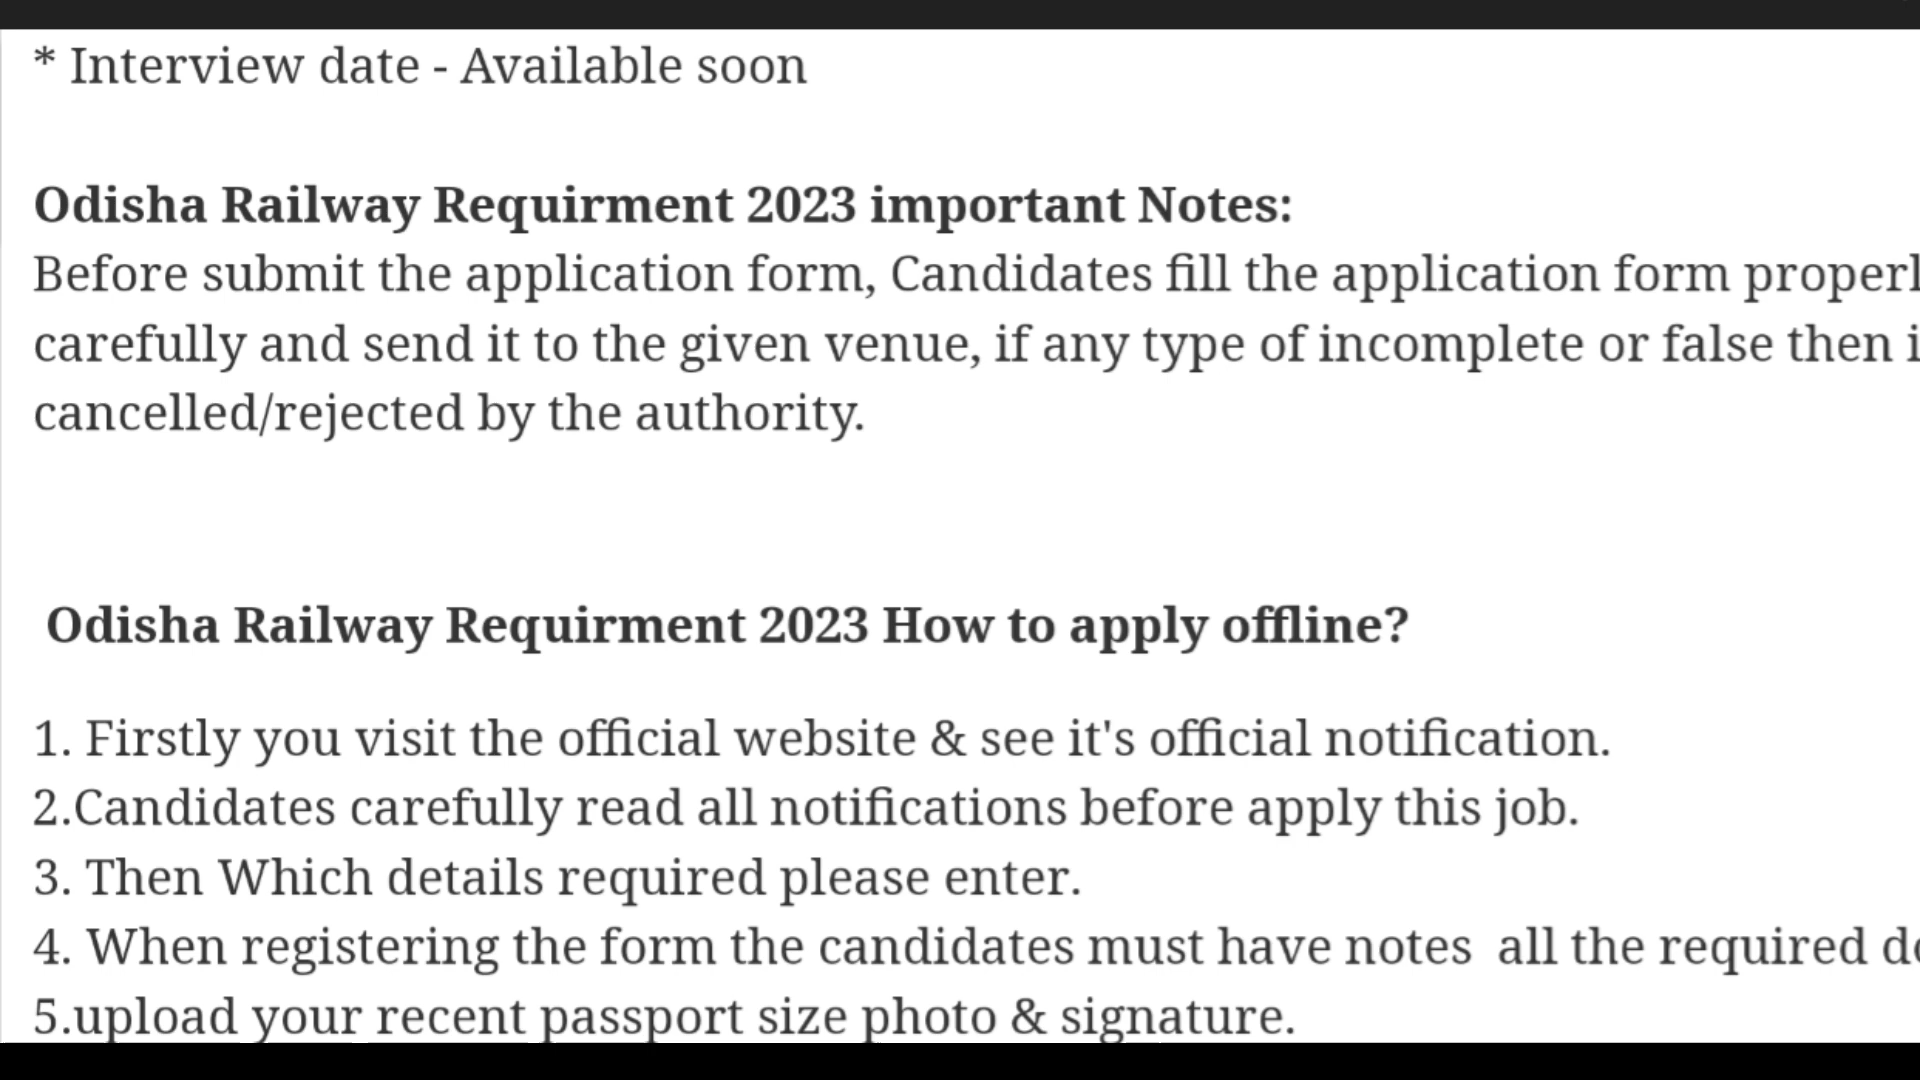 * Interview date - Available soon
Odisha Railway Requirment 2023 important Notes:
Before submit the application form, Candidates fill the application form properl
carefully and send it to the given venue, if any type of incomplete or false then i
cancelled/rejected by the authority.
Odisha Railway Requirment 2023 How to apply offline?
1. Firstly you visit the official website & see it's official notification.
2.Candidates carefully read all notifications before apply this job.
3. Then Which details required please enter.
4. When registering the form the candidates must have notes  all the required do
5.upload your recent passport size photo & signature.